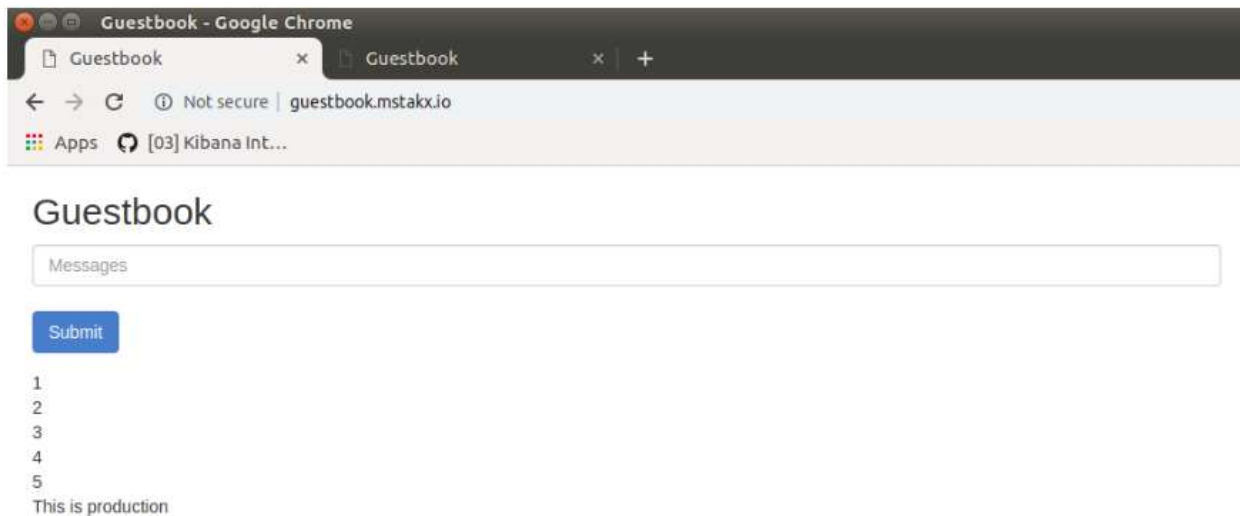 Guestbook - Google Chrome
Guestbook × Guestbook × +
Not secure | guestbook.mstakx.io
Apps [03] Kibana Int...
Guestbook
Messages
Submit
1
2
3
4
5
This is production